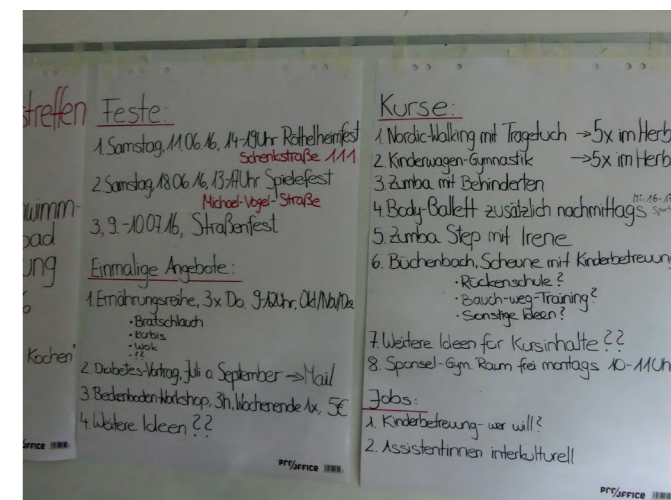 streffen
wimm-
bad
ung
Kochen"
Feste:
1. Samstag, 11.06.16, 14-19Uhr Röthelheimfest
Schenkstraße 111
2. Samstag, 18.06.16, 13-17Uhr Spielefest
Michael-Vogel-Straße
3, 9.-10.07.16, Straßenfest
Einmalige Angebote:
1. Ernährungsreihe, 3x Do. 9-12Uhr, Okt/Nov/Dez
• Bratschlauch
• Kürbis
• Wok
• ??
2. Diabetes-Vortrag, Juli o. September → Mail
3. Beckenboden-Workshop, 3h, Wochenende 1x, 5€
4. Weitere Ideen ??
PRO/OFFICE
Kurse:
1. Nordic-Walking mit Tragetuch → 5x im Herb
2. Kinderwagen-Gymnastik → 5x im Herb
3. Zumba mit Behinderten
4. Body-Ballett zusätzlich nachmittags Mi. 16-17
5. Zumba Step mit Irene
6. Büchenbach, Scheune mit Kinderbetreuung
• Rückenschule?
• Bauch-weg-Training?
• Sonstige Ideen?
7. Weitere Ideen für Kursinhalte ??
8. Sponsel-Gym. Raum frei montags 10-11Uh
Jobs:
1. Kinderbetreuung- wer will?
2. Assistentinnen interkulturell
PRO/OFFICE